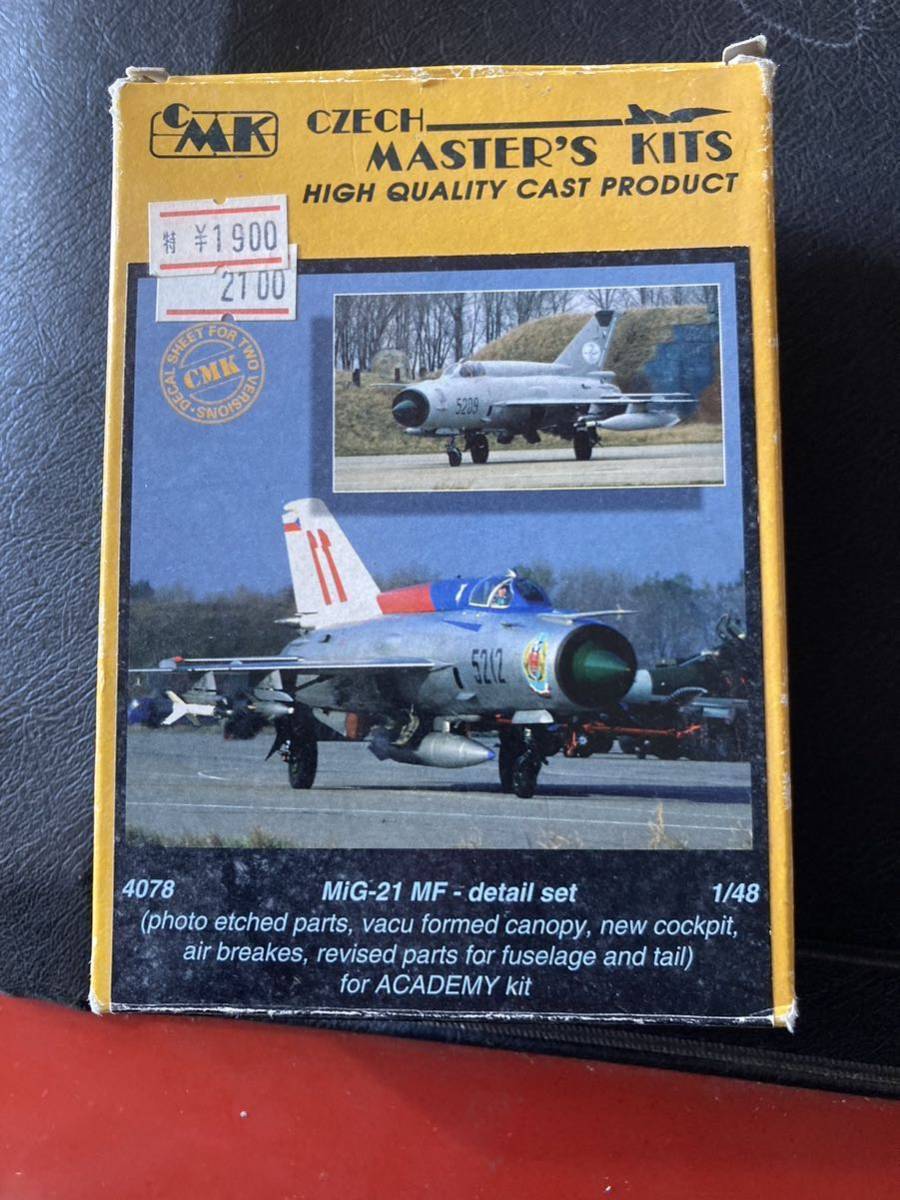 CMK
CZECH
MASTER'S KITS
HIGH QUALITY CAST PRODUCT
特 ¥1900
2100
DECAL SHEET FOR TWO VERSIONS
CMK
5209
5212
4078 MiG-21 MF - detail set 1/48
(photo etched parts, vacu formed canopy, new cockpit,
air breakes, revised parts for fuselage and tail)
for ACADEMY kit